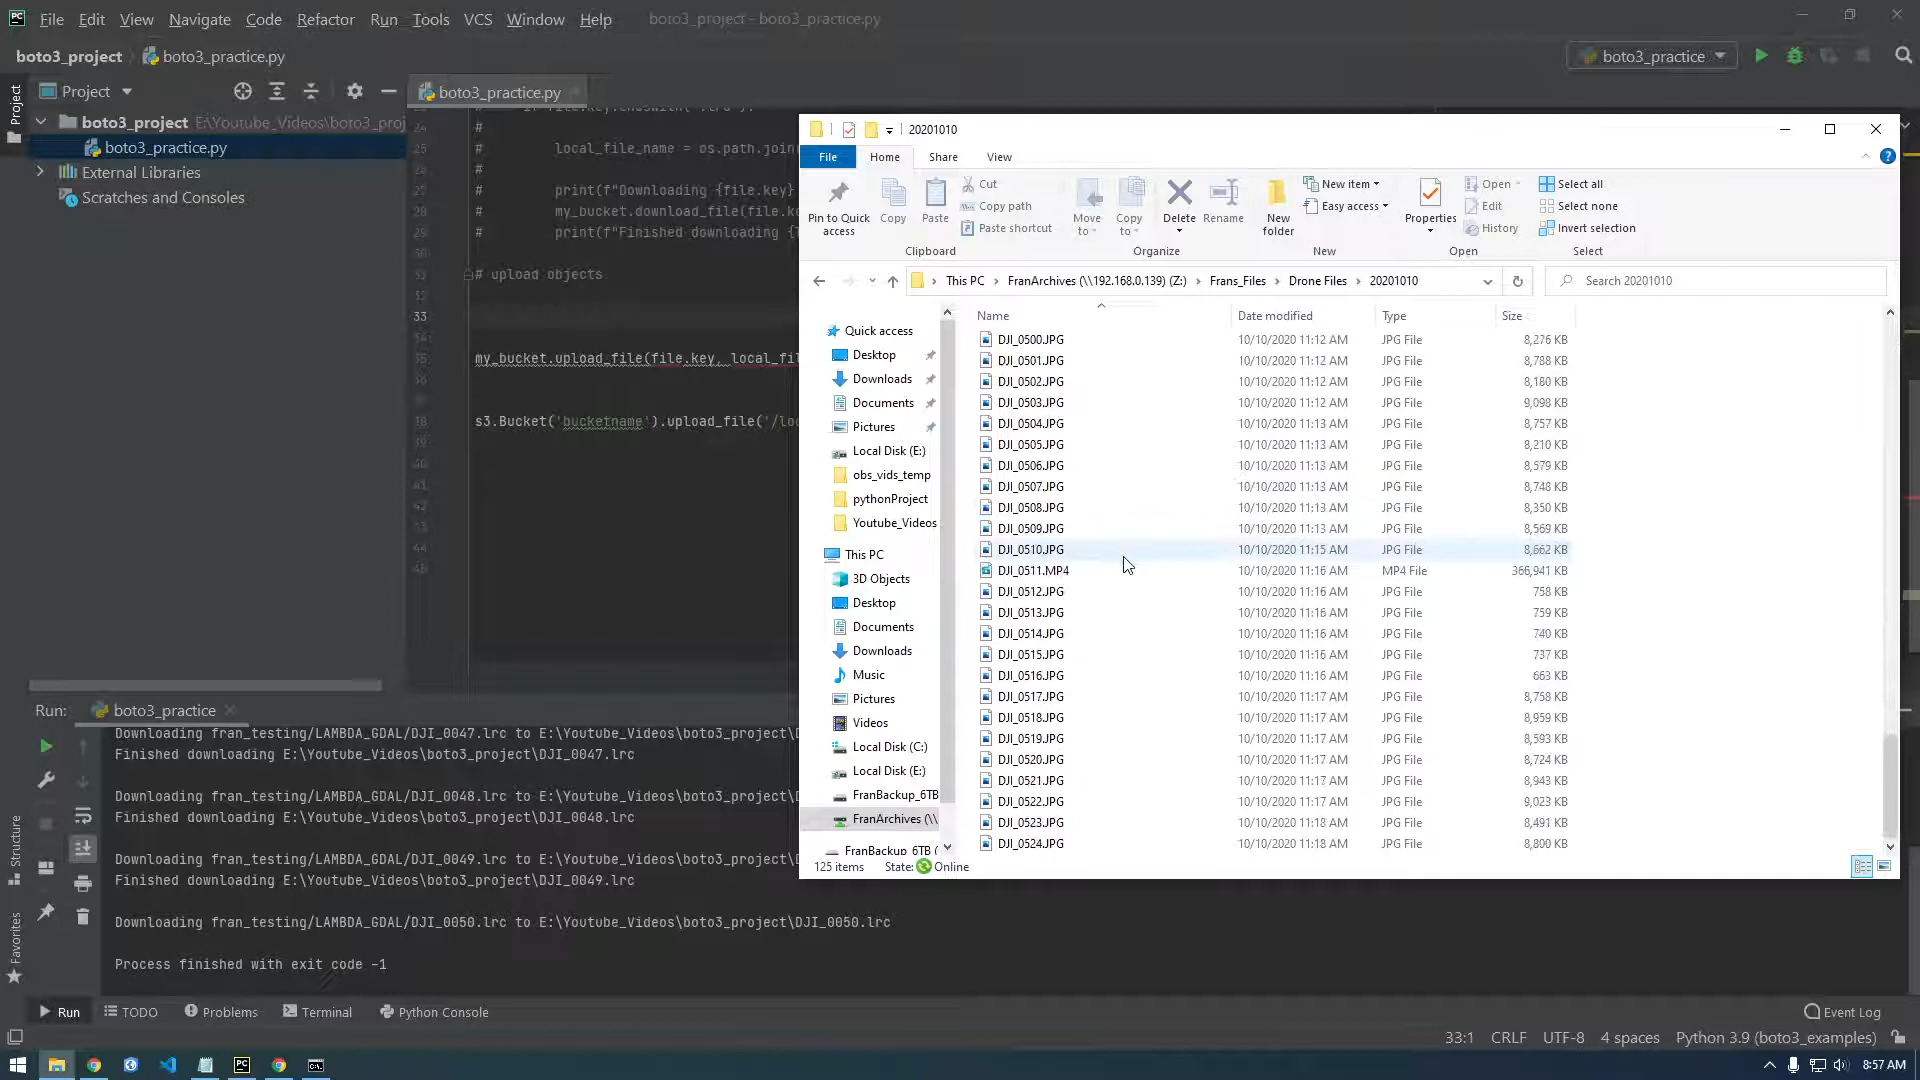 File Edit View Navigate Code Refactor Run Tools VCS Window Help boto3_project - boto3_practice.py
boto3_project boto3_practice.py boto3_practice
Project boto3_practice.py
boto3_project E:\Youtube_Videos\boto3_proj
boto3_practice.py
External Libraries
Scratches and Consoles
Project
24 #
25 # local_file_name = os.path.join
26 #
27 # print(f"Downloading {file.key}
28 # my_bucket.download_file(file.ke
29 # print(f"Finished downloading {l
30
31 # upload objects
32
33
34
35 my_bucket.upload_file(file.key, local_fil
36
38 s3.Bucket('bucketname').upload_file('/loc
39
40
41
42
43
44
45
20201010
File Home Share View
Pin to Quick access
Copy
Paste
Cut
Copy path
Paste shortcut
Clipboard
Move to
Copy to
Delete
Rename
Organize
New folder
New item
Easy access
New
Properties
Open
Edit
History
Open
Select all
Select none
Invert selection
Select
This PC > FranArchives (\\192.168.0.139) (Z:) > Frans_Files > Drone Files > 20201010
Search 20201010
Quick access
Desktop
Downloads
Documents
Pictures
Local Disk (E:)
obs_vids_temp
pythonProject
Youtube_Videos
This PC
3D Objects
Desktop
Documents
Downloads
Music
Pictures
Videos
Local Disk (C:)
Local Disk (E:)
FranBackup_6TB
FranArchives (\\
FranBackup_6TB (
Name Date modified Type Size
DJI_0500.JPG 10/10/2020 11:12 AM JPG File 8,276 KB
DJI_0501.JPG 10/10/2020 11:12 AM JPG File 8,788 KB
DJI_0502.JPG 10/10/2020 11:12 AM JPG File 8,180 KB
DJI_0503.JPG 10/10/2020 11:12 AM JPG File 9,098 KB
DJI_0504.JPG 10/10/2020 11:13 AM JPG File 8,757 KB
DJI_0505.JPG 10/10/2020 11:13 AM JPG File 8,210 KB
DJI_0506.JPG 10/10/2020 11:13 AM JPG File 8,579 KB
DJI_0507.JPG 10/10/2020 11:13 AM JPG File 8,748 KB
DJI_0508.JPG 10/10/2020 11:13 AM JPG File 8,350 KB
DJI_0509.JPG 10/10/2020 11:13 AM JPG File 8,569 KB
DJI_0510.JPG 10/10/2020 11:15 AM JPG File 8,662 KB
DJI_0511.MP4 10/10/2020 11:16 AM MP4 File 366,941 KB
DJI_0512.JPG 10/10/2020 11:16 AM JPG File 758 KB
DJI_0513.JPG 10/10/2020 11:16 AM JPG File 759 KB
DJI_0514.JPG 10/10/2020 11:16 AM JPG File 740 KB
DJI_0515.JPG 10/10/2020 11:16 AM JPG File 737 KB
DJI_0516.JPG 10/10/2020 11:16 AM JPG File 663 KB
DJI_0517.JPG 10/10/2020 11:17 AM JPG File 8,758 KB
DJI_0518.JPG 10/10/2020 11:17 AM JPG File 8,959 KB
DJI_0519.JPG 10/10/2020 11:17 AM JPG File 8,593 KB
DJI_0520.JPG 10/10/2020 11:17 AM JPG File 8,724 KB
DJI_0521.JPG 10/10/2020 11:17 AM JPG File 8,943 KB
DJI_0522.JPG 10/10/2020 11:17 AM JPG File 9,023 KB
DJI_0523.JPG 10/10/2020 11:18 AM JPG File 8,491 KB
DJI_0524.JPG 10/10/2020 11:18 AM JPG File 8,800 KB
125 items State: Online
Run: boto3_practice
Downloading fran_testing/LAMBDA_GDAL/DJI_0047.lrc to E:\Youtube_Videos\boto3_project\D
Finished downloading E:\Youtube_Videos\boto3_project\DJI_0047.lrc
Downloading fran_testing/LAMBDA_GDAL/DJI_0048.lrc to E:\Youtube_Videos\boto3_project\D
Finished downloading E:\Youtube_Videos\boto3_project\DJI_0048.lrc
Downloading fran_testing/LAMBDA_GDAL/DJI_0049.lrc to E:\Youtube_Videos\boto3_project\D
Finished downloading E:\Youtube_Videos\boto3_project\DJI_0049.lrc
Downloading fran_testing/LAMBDA_GDAL/DJI_0050.lrc to E:\Youtube_Videos\boto3_project\DJI_0050.lrc
Process finished with exit code -1
Structure
Favorites
Run TODO Problems Terminal Python Console Event Log
33:1 CRLF UTF-8 4 spaces Python 3.9 (boto3_examples)
8:57 AM